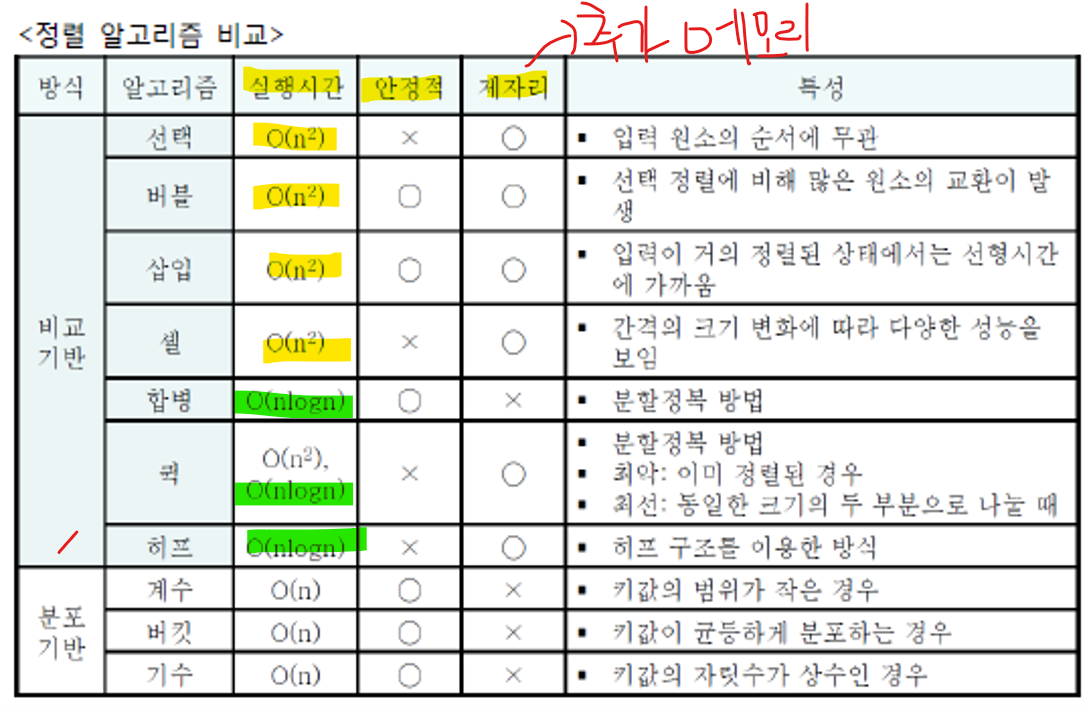 <정렬 알고리즘 비교>
추가 메모리
방식 알고리즘 실행시간 안정적 제자리 특성
비교
기반
선택 O(n²) × ○ ▪ 입력 원소의 순서에 무관
버블 O(n²) ○ ○ ▪ 선택 정렬에 비해 많은 원소의 교환이 발
생
삽입 O(n²) ○ ○ ▪ 입력이 거의 정렬된 상태에서는 선형시간
에 가까움
셸 O(n²) × ○ ▪ 간격의 크기 변화에 따라 다양한 성능을
보임
합병 O(nlogn) ○ × ▪ 분할정복 방법
퀵 O(n²), × ○ ▪ 분할정복 방법
O(nlogn) ▪ 최악: 이미 정렬된 경우
▪ 최선: 동일한 크기의 두 부분으로 나눌 때
히프 O(nlogn) × ○ ▪ 히프 구조를 이용한 방식
분포
기반
계수 O(n) ○ × ▪ 키값의 범위가 작은 경우
버킷 O(n) ○ × ▪ 키값이 균등하게 분포하는 경우
기수 O(n) ○ × ▪ 키값의 자릿수가 상수인 경우